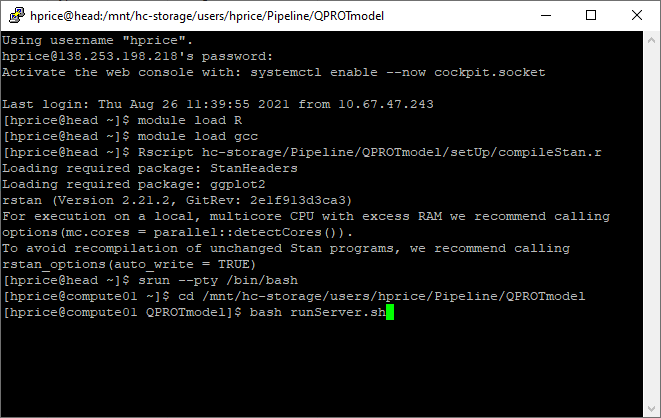 hprice@head:/mnt/hc-storage/users/hprice/Pipeline/QPROTmodel
Using username "hprice".
hprice@138.253.198.218's password:
Activate the web console with: systemctl enable --now cockpit.socket
Last login: Thu Aug 26 11:39:55 2021 from 10.67.47.243
[hprice@head ~]$ module load R
[hprice@head ~]$ module load gcc
[hprice@head ~]$ Rscript hc-storage/Pipeline/QPROTmodel/setUp/compileStan.r
Loading required package: StanHeaders
Loading required package: ggplot2
rstan (Version 2.21.2, GitRev: 2e1f913d3ca3)
For execution on a local, multicore CPU with excess RAM we recommend calling
options(mc.cores = parallel::detectCores()).
To avoid recompilation of unchanged Stan programs, we recommend calling
rstan_options(auto_write = TRUE)
[hprice@head ~]$ srun --pty /bin/bash
[hprice@compute01 ~]$ cd /mnt/hc-storage/users/hprice/Pipeline/QPROTmodel
[hprice@compute01 QPROTmodel]$ bash runServer.sh